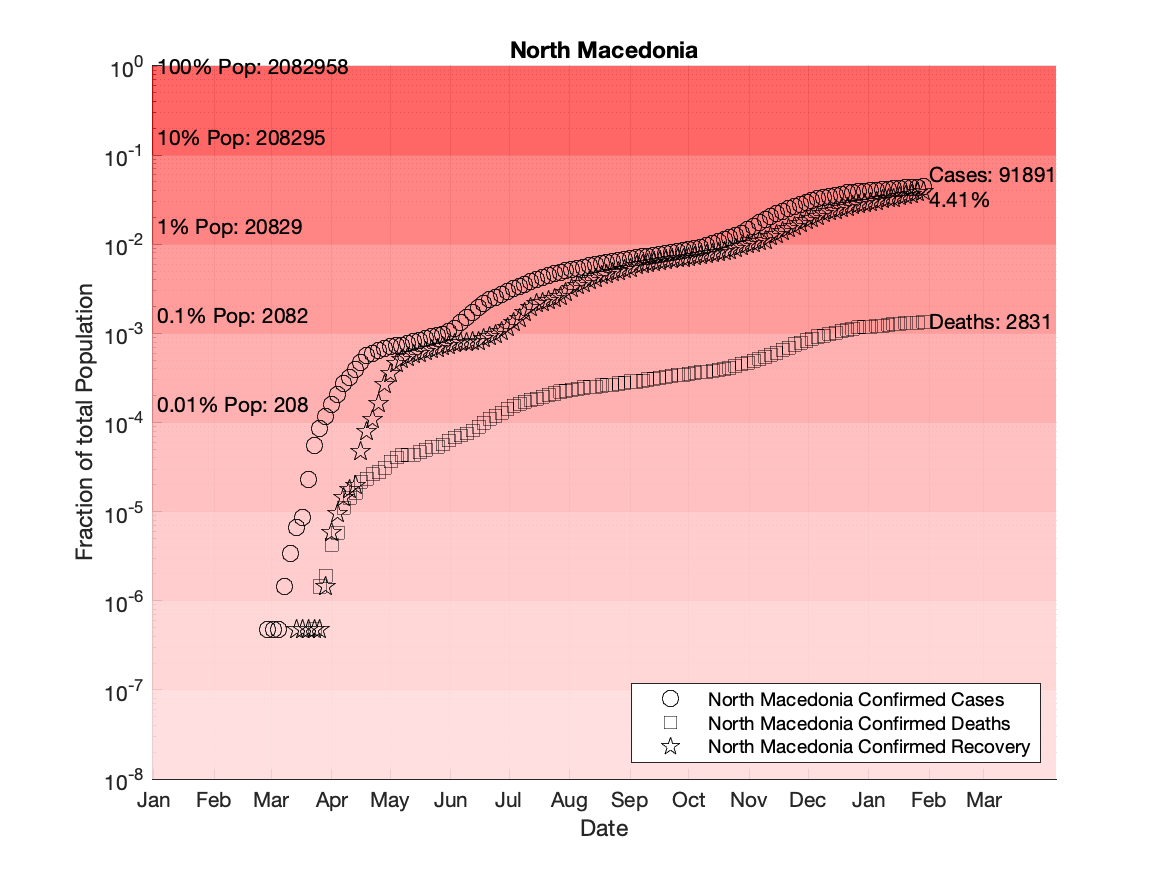 North Macedonia
10^0
10^-1
10^-2
10^-3
10^-4
10^-5
10^-6
10^-7
10^-8
Fraction of total Population
100% Pop: 2082958
10% Pop: 208295
1% Pop: 20829
0.1% Pop: 2082
0.01% Pop: 208
Cases: 91891
4.41%
Deaths: 2831
North Macedonia Confirmed Cases
North Macedonia Confirmed Deaths
North Macedonia Confirmed Recovery
Jan Feb Mar Apr May Jun Jul Aug Sep Oct Nov Dec Jan Feb Mar
Date